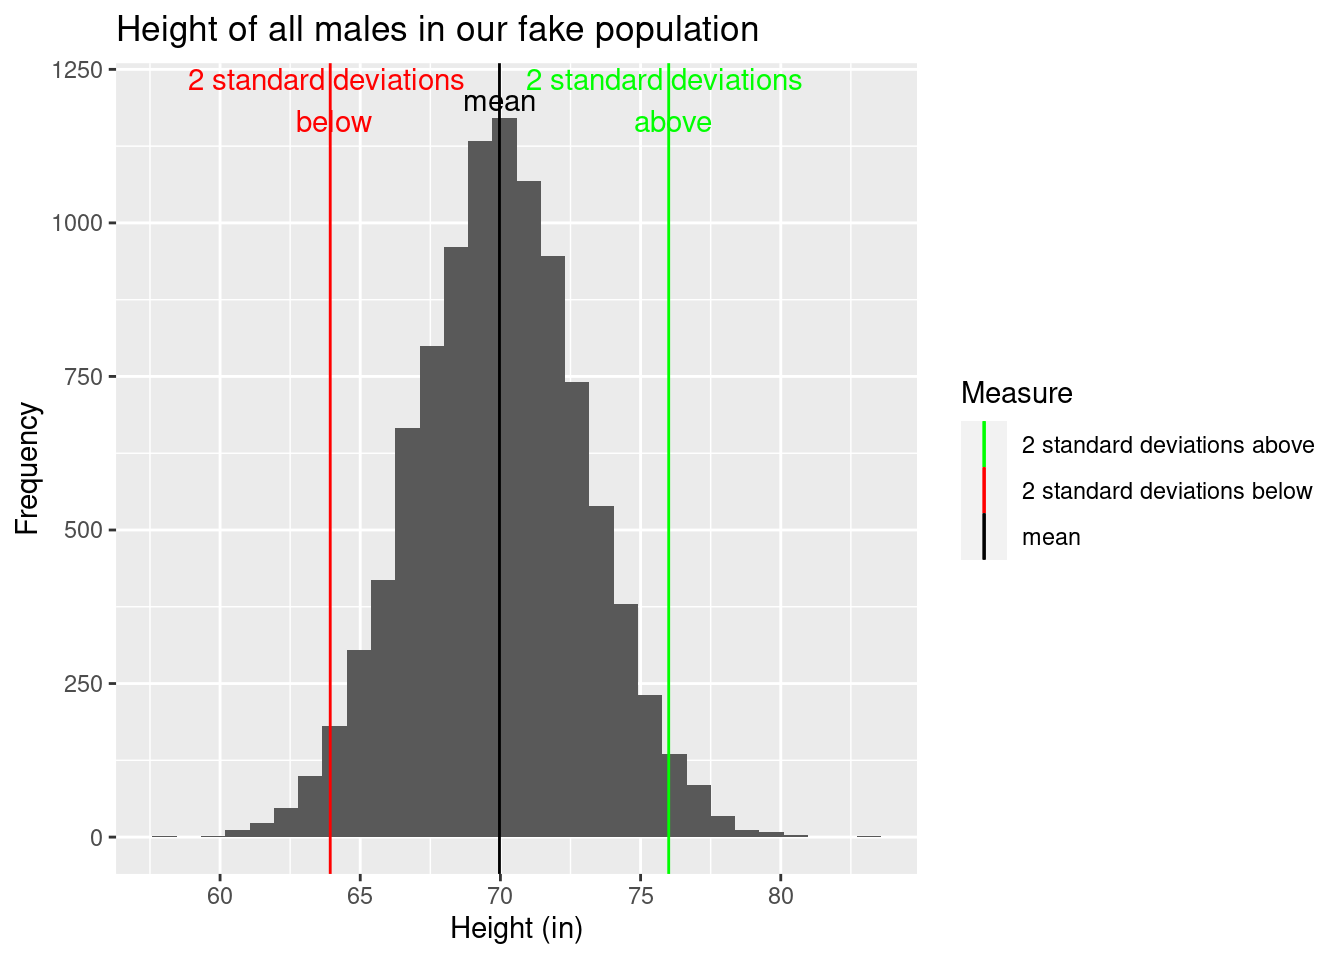 Height of all males in our fake population
1250
1000
750
500
250
0
Frequency
2 standard deviations
below
mean
2 standard deviations
above
60 65 70 75 80
Height (in)
Measure
2 standard deviations above
2 standard deviations below
mean